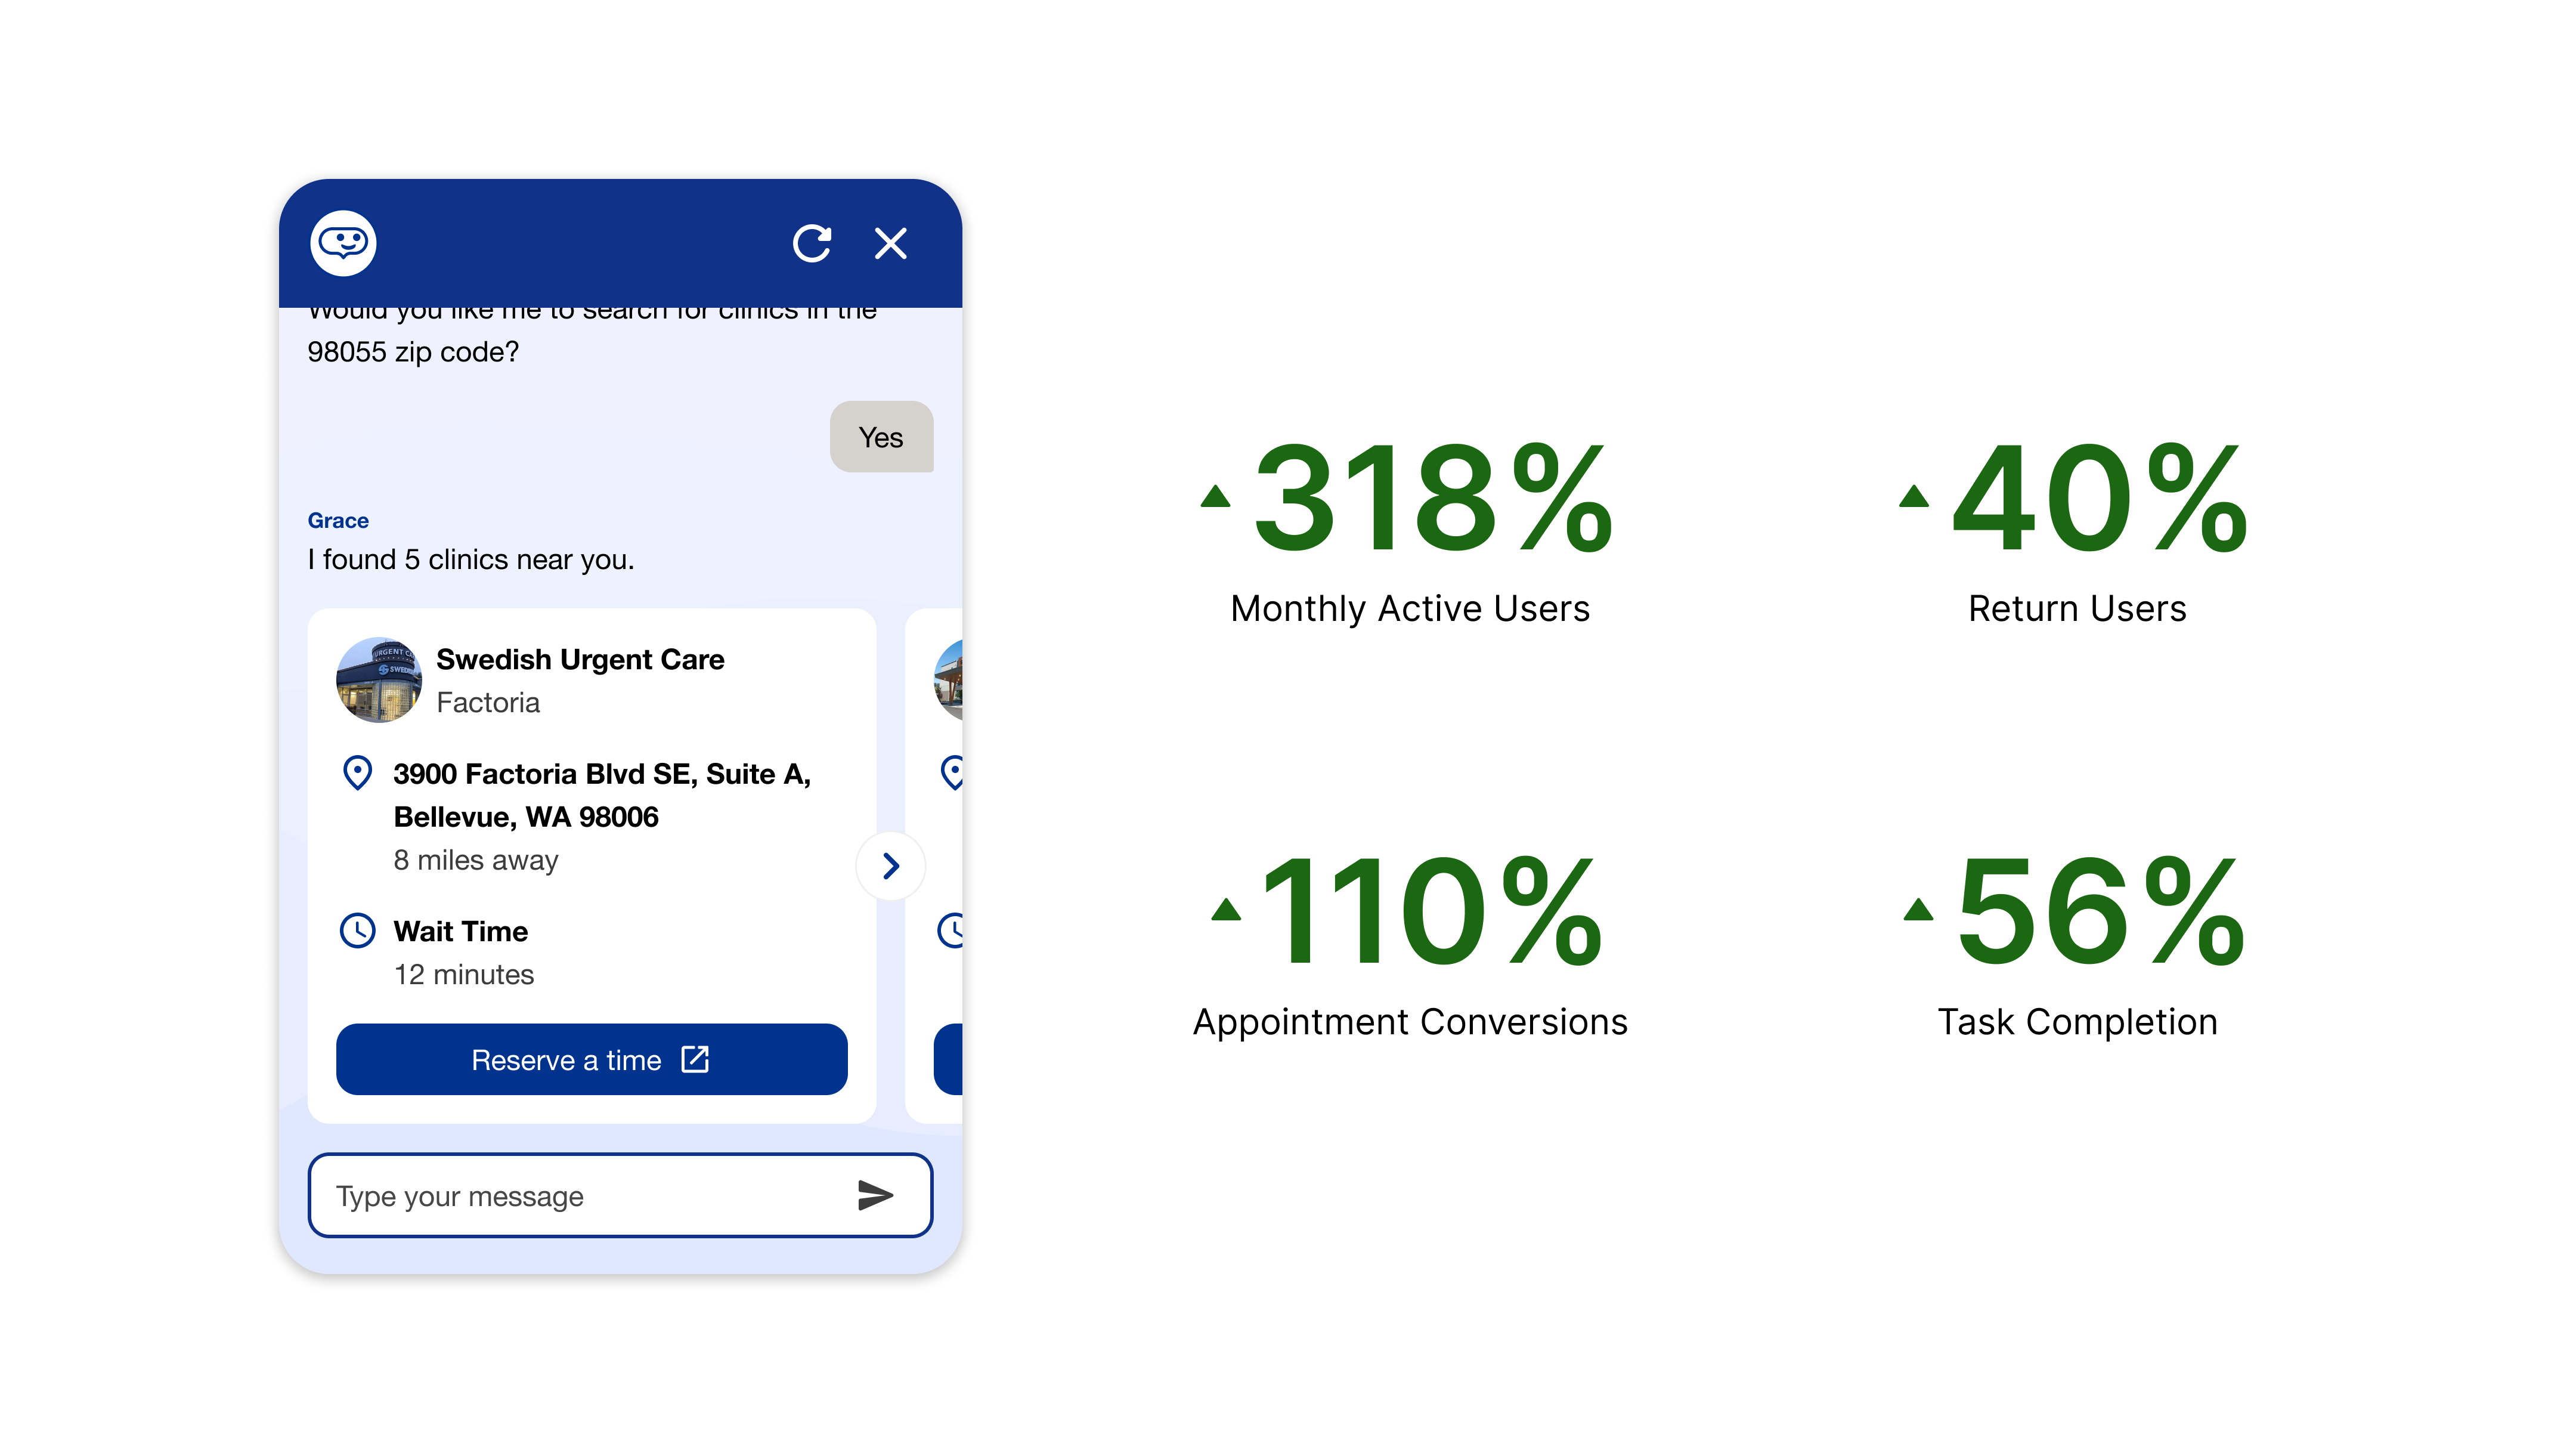 Would you like me to search for clinics in the
98055 zip code?
Yes
Grace
I found 5 clinics near you.
Swedish Urgent Care
Factoria
3900 Factoria Blvd SE, Suite A,
Bellevue, WA 98006
8 miles away
Wait Time
12 minutes
Reserve a time
Type your message
318%
Monthly Active Users
40%
Return Users
110%
Appointment Conversions
56%
Task Completion